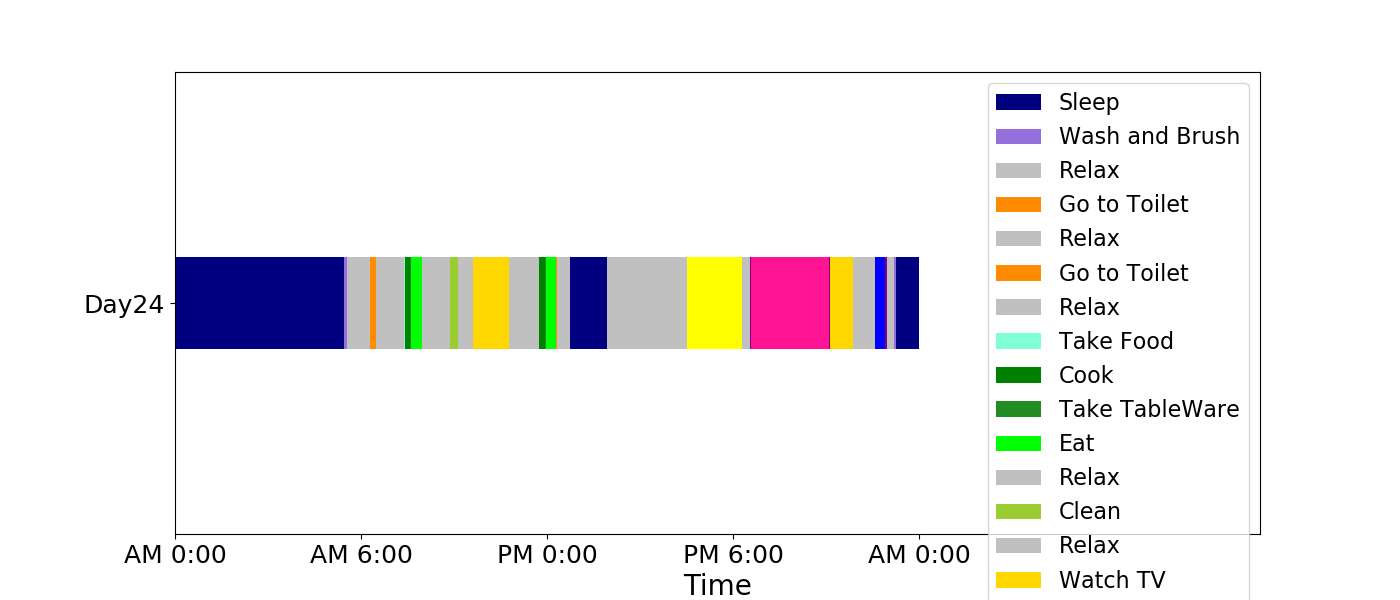 Day24
AM 0:00
AM 6:00
PM 0:00
PM 6:00
AM 0:00
Time
Sleep
Wash and Brush
Relax
Go to Toilet
Relax
Go to Toilet
Relax
Take Food
Cook
Take TableWare
Eat
Relax
Clean
Relax
Watch TV